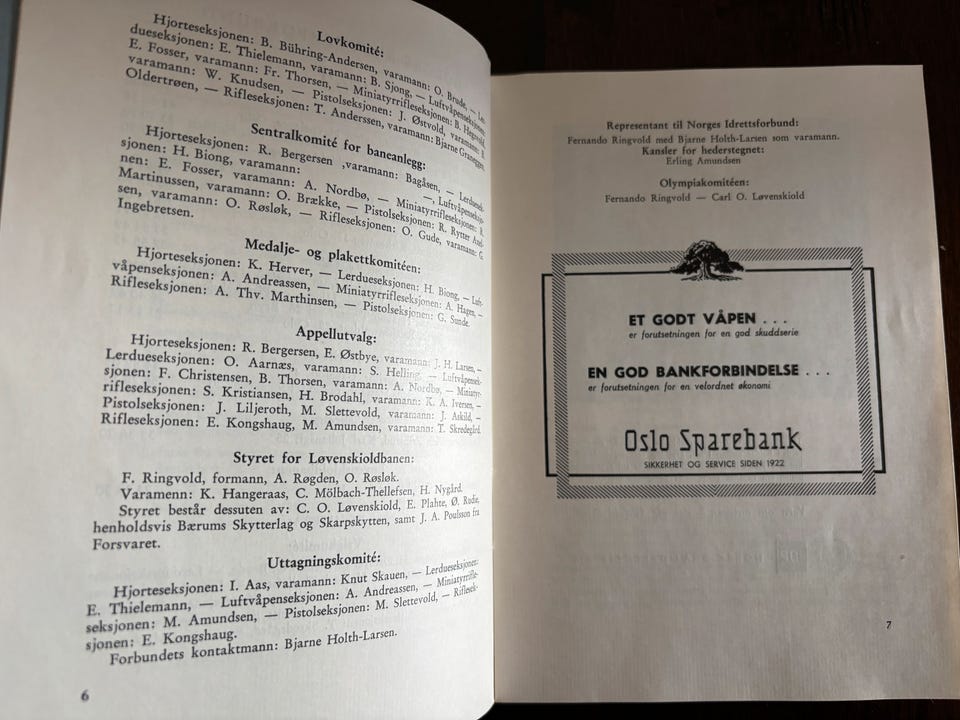 Lovkomité:
Hjorteseksjonen: B. Bühring-Andersen, varamann: O. Brude, — Ler-
dueseksjonen: E. Thielemann, varamann: B. Sjong, — Luftvåpenseksjonen:
E. Fosser, varamann: Fr. Thorsen, — Miniatyrrifleseksjonen: B.
varamann: W. Knudsen, — Pistolseksjonen: J. Østvold, varamann: R.
Oldertrøen, — Rifleseksjonen: T. Anderssen, varamann: Bjarne
Sentralkomité for baneanlegg:
Hjorteseksjonen: R. Bergersen ,varamann: Bagåsen, — Lerduesek-
sjonen: H. Biong, varamann: —, Luftvåpenseksjo-
nen: E. Fosser, varamann: A. Nordbø, — Miniatyrrifleseksjonen: R.
Martinussen, varamann: O. Brække, — Pistolseksjonen: R. Rytter Axel-
sen, varamann: O. Røsløk, — Rifleseksjonen: O. Gude, varamann: G.
Ingebretsen.
Medalje- og plakettkomitéen:
Hjorteseksjonen: K. Herver, — Lerdueseksjonen: H. Biong, — Luft-
våpenseksjonen: A. Andreassen, — Miniatyrrifleseksjonen: A. Hagen, —
Rifleseksjonen: A. Thv. Marthinsen, — Pistolseksjonen: G. Sunde.
Appellutvalg:
Hjorteseksjonen: R. Bergersen, E. Østbye, varamann: J. H. Larsen, —
Lerdueseksjonen: O. Aarnæs, varamann: S. Helling, — Luftvåpensek-
sjonen: F. Christensen, B. Thorsen, varamann: A. Nordbø, — Miniatyr-
rifleseksjonen: S. Kristiansen, H. Brodahl, varamann: K. A. Iversen, —
Pistolseksjonen: J. Liljeroth, M. Slettevold, varamann: J. Askild, —
Rifleseksjonen: E. Kongshaug, M. Amundsen, varamann: T. Skredegård.
Styret for Løvenskioldbanen:
F. Ringvold, formann, A. Røgden, O. Røsløk.
Varamenn: K. Hangeraas, C. Mölbach-Thellefsen, H. Nygård.
Styret består dessuten av: C. O. Løvenskiold, E. Plahte, Ø. Rudie,
henholdsvis Bærums Skytterlag og Skarpskytten, samt J. A. Poulsson fra
Forsvaret.
Uttagningskomité:
Hjorteseksjonen: I. Aas, varamann: Knut Skauen, — Lerdueseksjonen:
E. Thielemann, — Luftvåpenseksjonen: A. Andreassen, — Miniatyrrifle-
seksjonen: M. Amundsen, — Pistolseksjonen: M. Slettevold, — Riflesek-
sjonen: E. Kongshaug.
Forbundets kontaktmann: Bjarne Holth-Larsen.
6
Representant til Norges Idrettsforbund:
Fernando Ringvold med Bjarne Holth-Larsen som varamann.
Kansler for hederstegnet:
Erling Amundsen
Olympiakomitéen:
Fernando Ringvold — Carl O. Løvenskiold
ET GODT VÅPEN . . .
er forutsetningen for en god skuddserie
EN GOD BANKFORBINDELSE . . .
er forutsetningen for en velordnet økonomi
Oslo Sparebank
SIKKERHET OG SERVICE SIDEN 1922
7